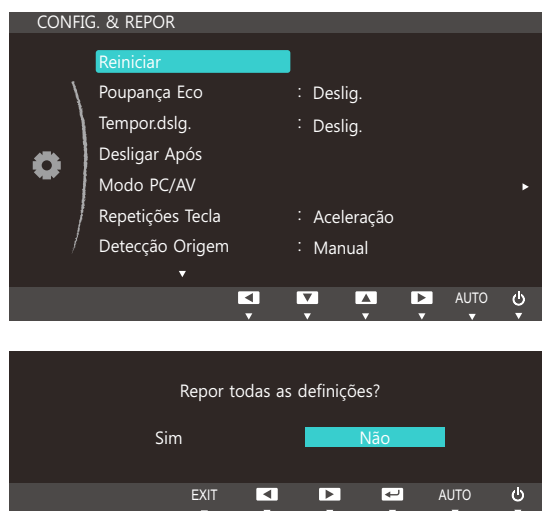 CONFIG. & REPOR
Reiniciar
Poupança Eco : Deslig.
Tempor.dslg. : Deslig.
Desligar Após
Modo PC/AV
Repetições Tecla : Aceleração
Detecção Origem : Manual
AUTO
Repor todas as definições?
Sim Não
EXIT AUTO